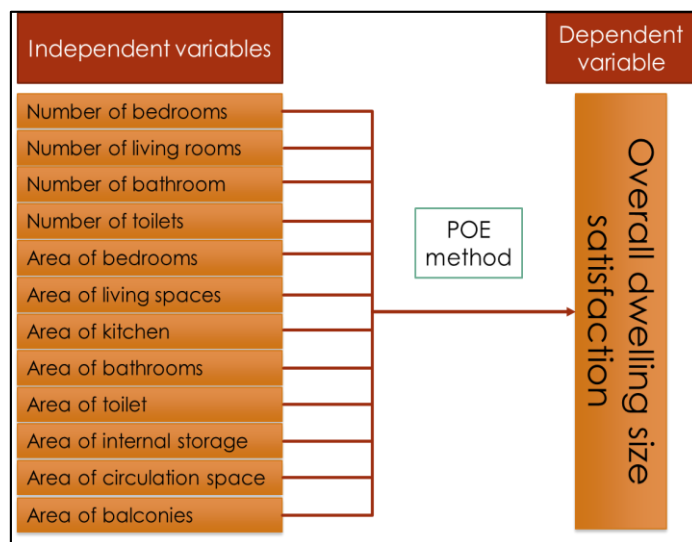 Independent variables
Dependent
variable
Number of bedrooms
Number of living rooms
Number of bathroom
Number of toilets
Area of bedrooms
Area of living spaces
Area of kitchen
Area of bathrooms
Area of toilet
Area of internal storage
Area of circulation space
Area of balconies
POE
method
Overall dwelling size
satisfaction